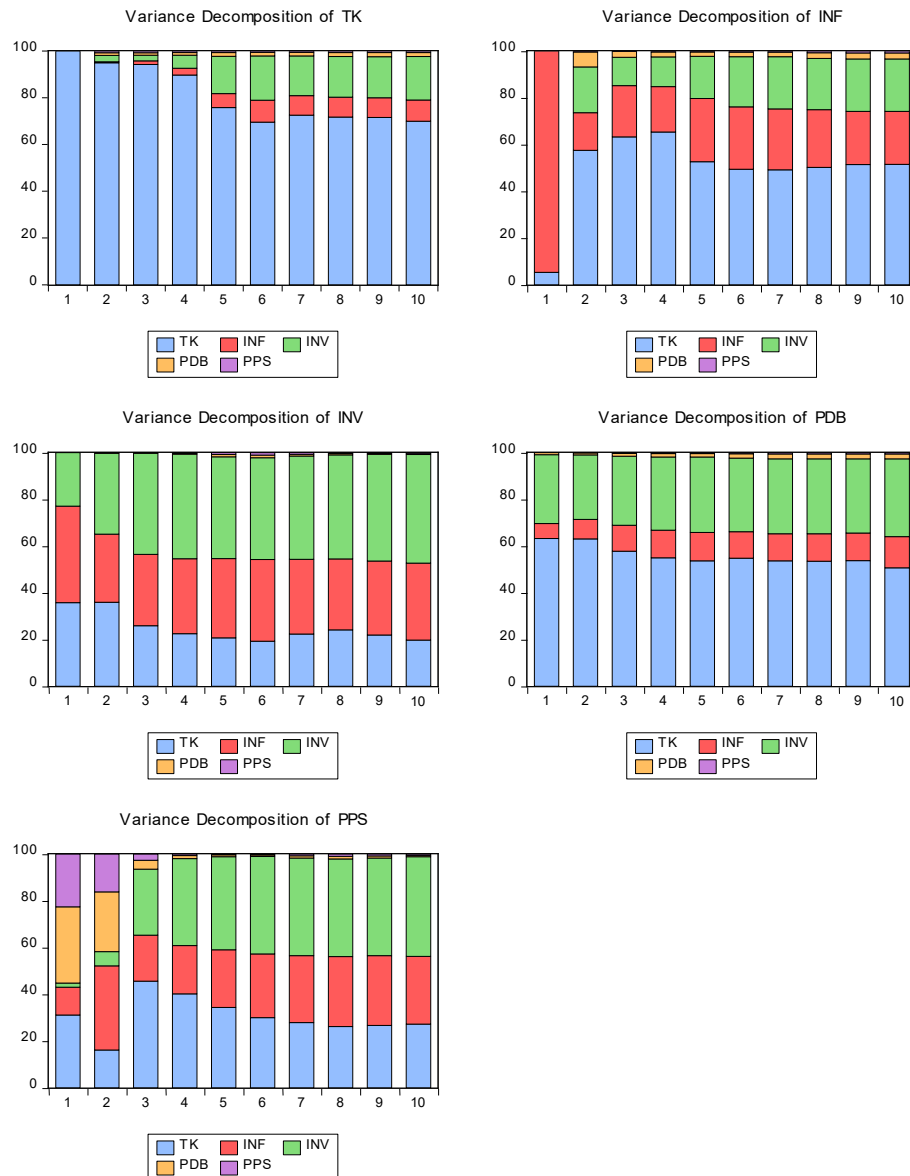 Variance Decomposition of TK
100
80
60
40
20
0
1 2 3 4 5 6 7 8 9 10
TK INF INV
PDB PPS
Variance Decomposition of INF
100
80
60
40
20
0
1 2 3 4 5 6 7 8 9 10
TK INF INV
PDB PPS
Variance Decomposition of INV
100
80
60
40
20
0
1 2 3 4 5 6 7 8 9 10
TK INF INV
PDB PPS
Variance Decomposition of PDB
100
80
60
40
20
0
1 2 3 4 5 6 7 8 9 10
TK INF INV
PDB PPS
Variance Decomposition of PPS
100
80
60
40
20
0
1 2 3 4 5 6 7 8 9 10
TK INF INV
PDB PPS